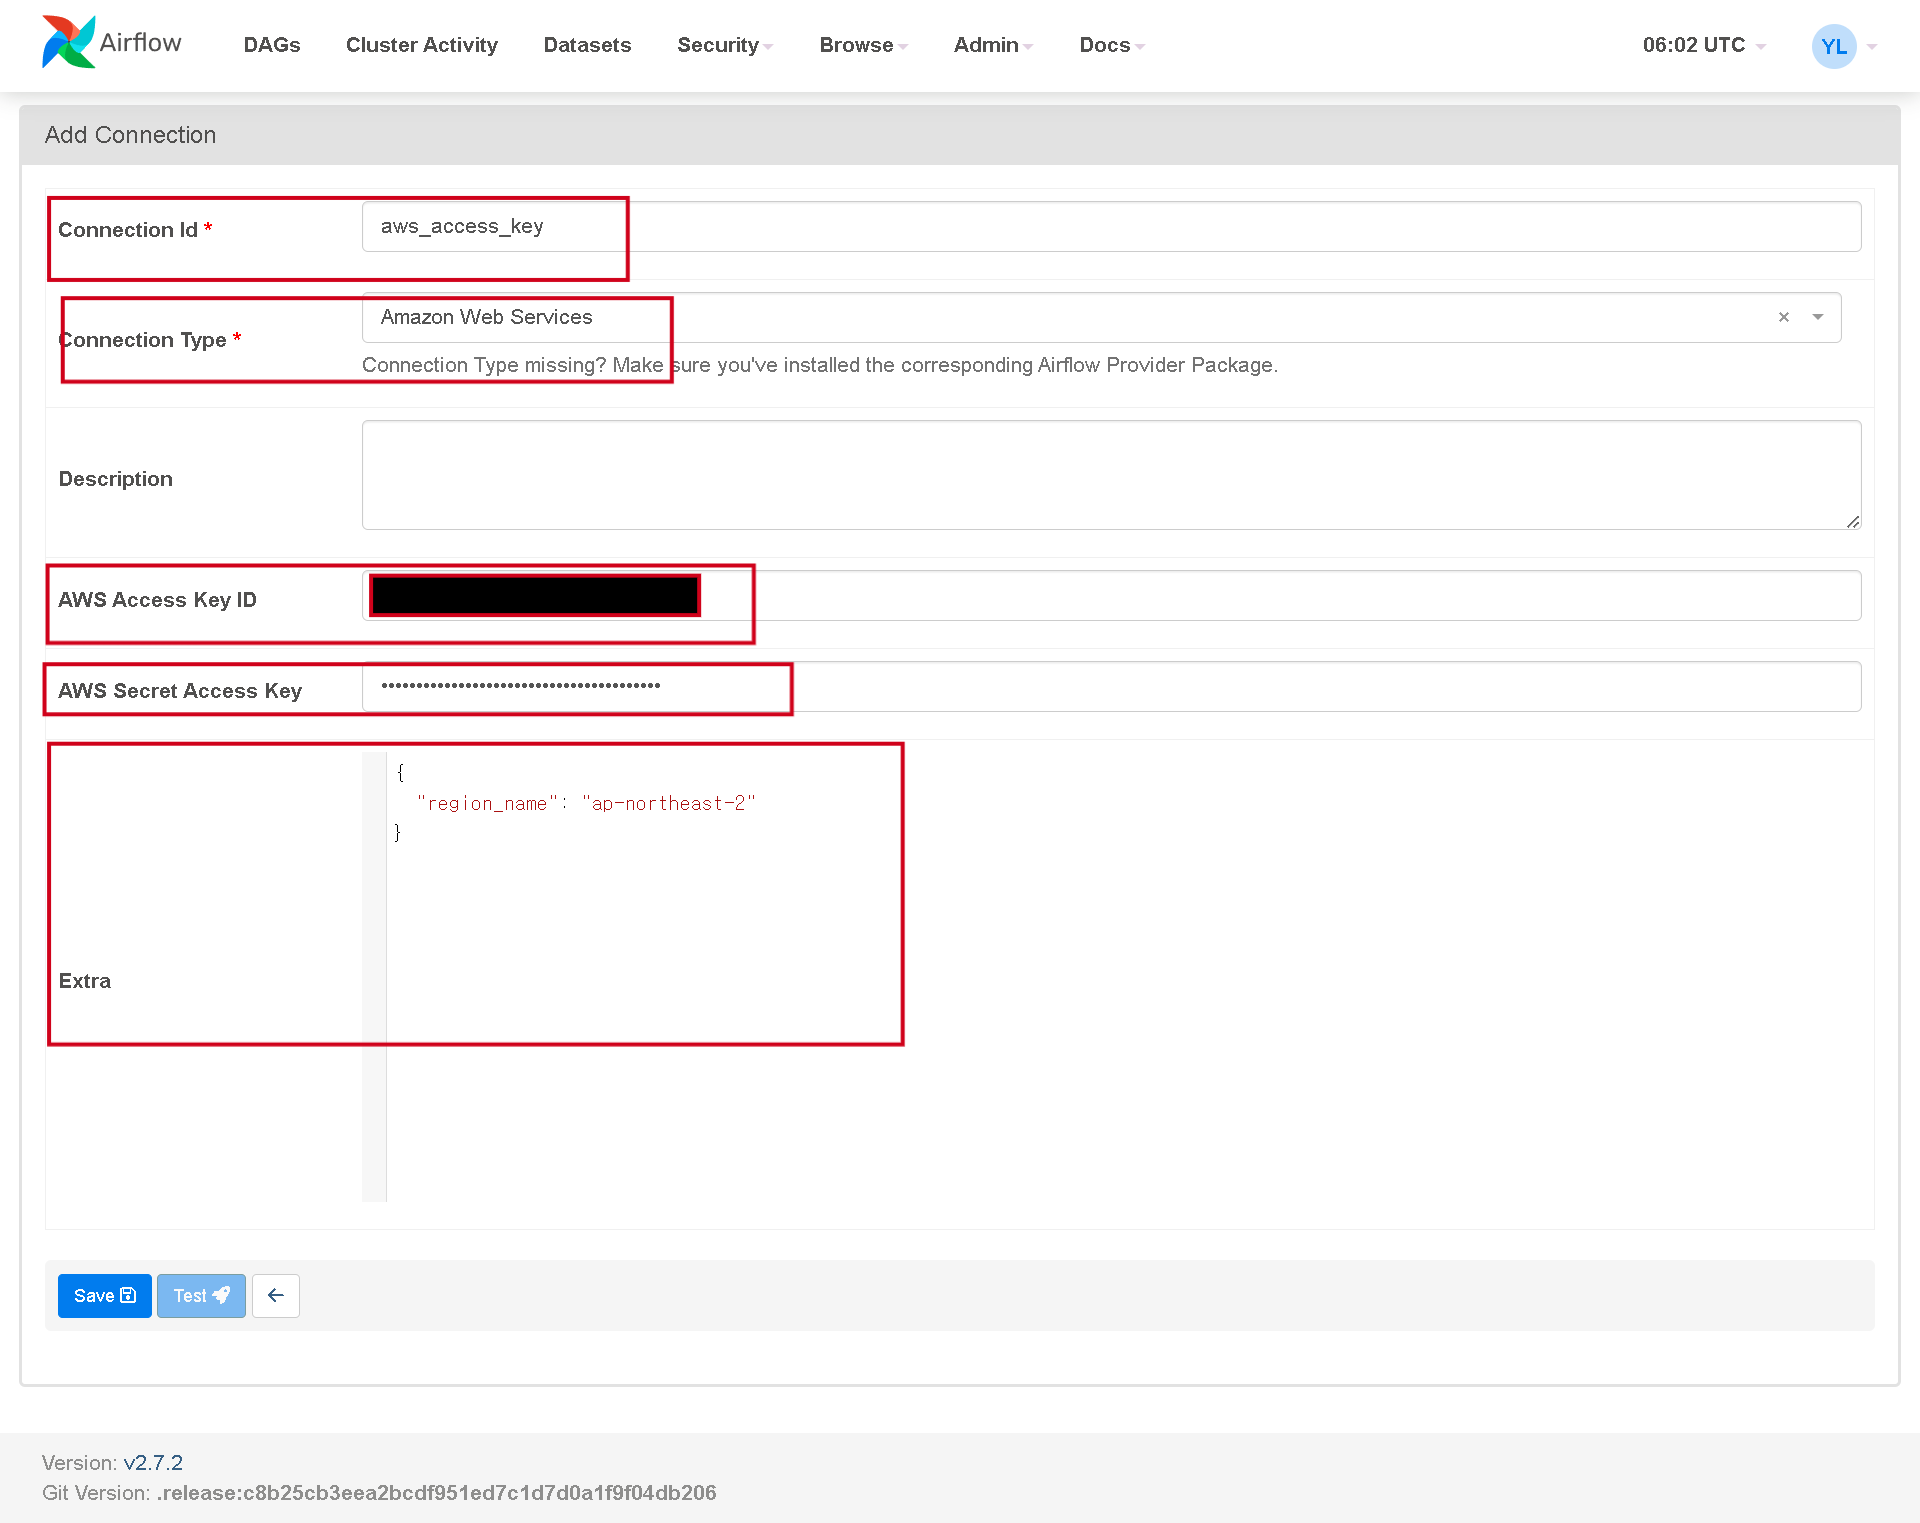 Airflow DAGs Cluster Activity Datasets Security Browse Admin Docs 06:02 UTC YL
Add Connection
Connection Id * aws_access_key
Amazon Web Services ×
Connection Type *
Connection Type missing? Make sure you've installed the corresponding Airflow Provider Package.
Description
AWS Access Key ID
AWS Secret Access Key ••••••••••••••••••••••••••••••••••••••••
{
"region_name": "ap-northeast-2"
}
Extra
Save Test
Version: v2.7.2
Git Version: .release:c8b25cb3eea2bcdf951ed7c1d7d0a1f9f04db206